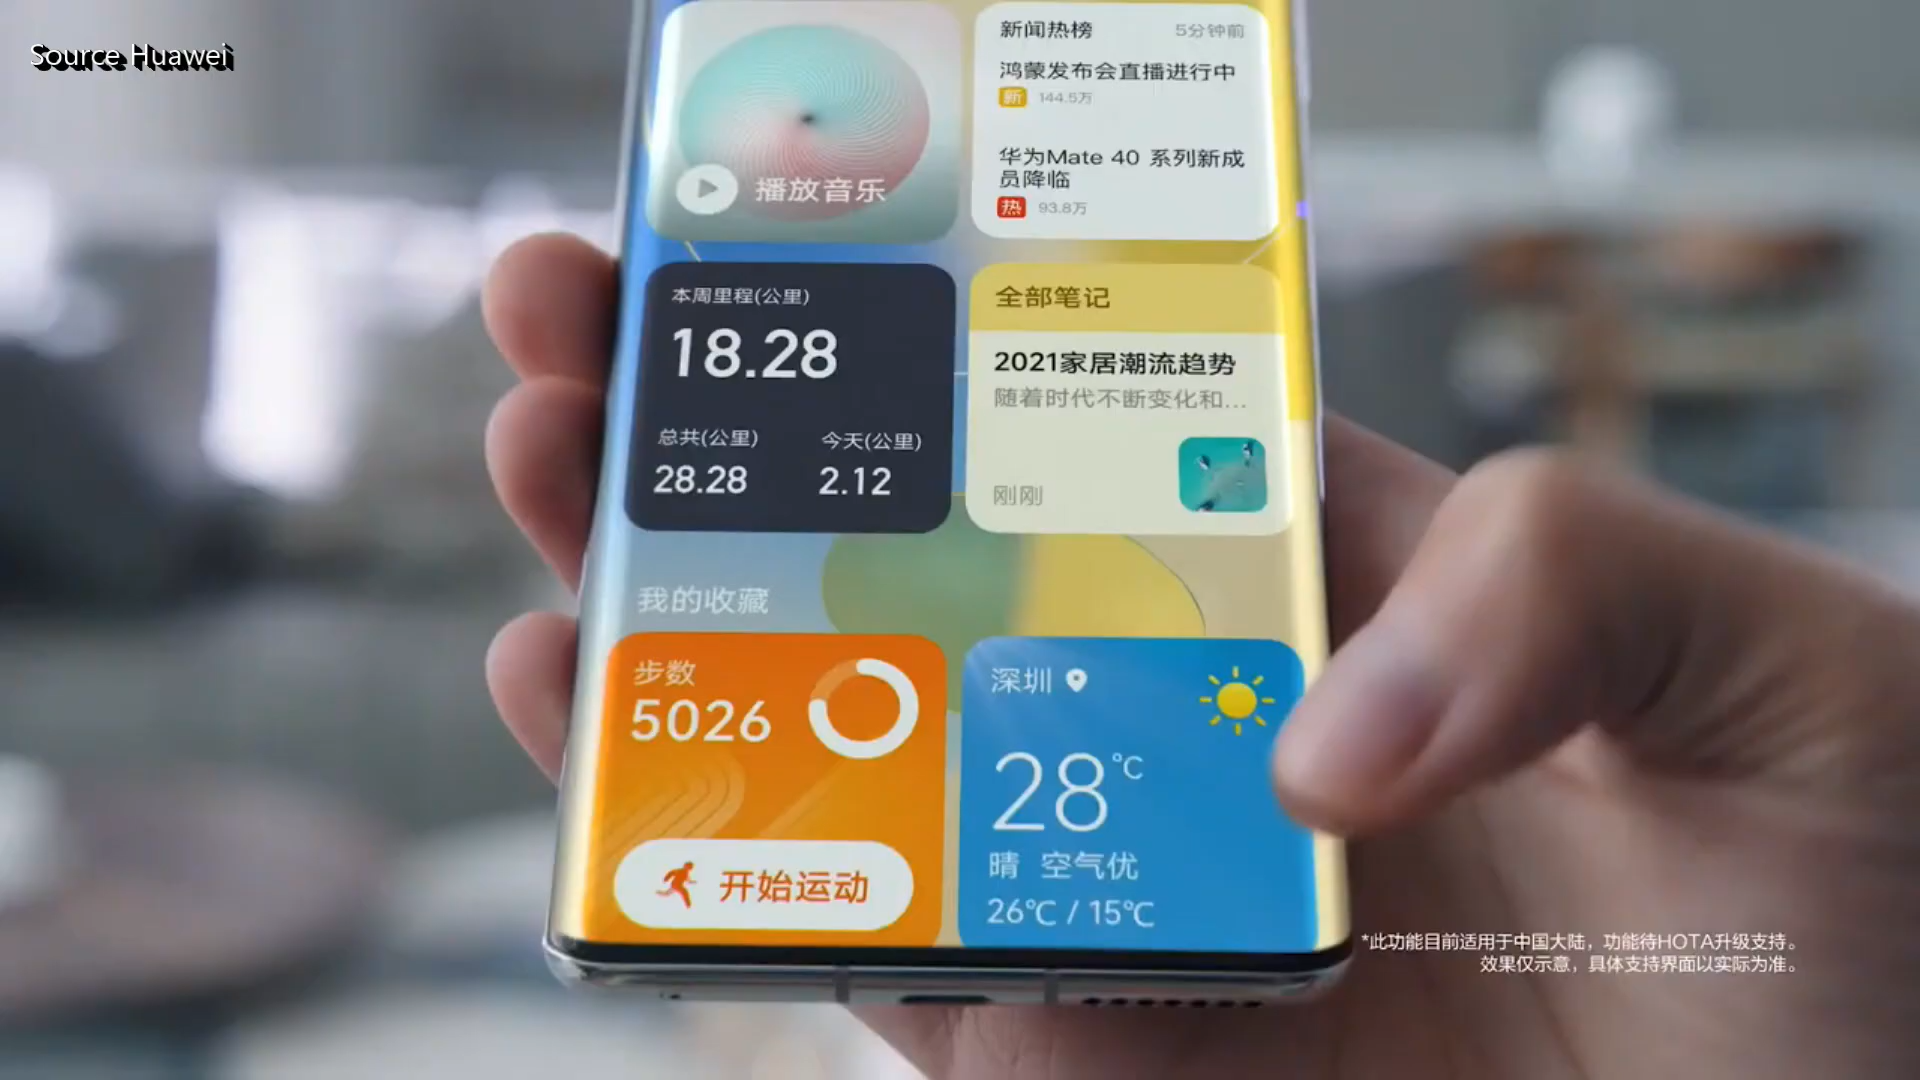 Source Huawei
新闻热榜 5分钟前
鸿蒙发布会直播进行中
新 144.5万
华为Mate 40 系列新成
员降临
热 93.8万
播放音乐
本周里程(公里)
18.28
总共(公里) 今天(公里)
28.28 2.12
全部笔记
2021家居潮流趋势
随着时代不断变化和...
刚刚
我的收藏
步数
5026
开始运动
深圳
28°C
晴 空气优
26°C / 15°C
*此功能目前适用于中国大陆，功能待HOTA升级支持。
效果仅示意，具体支持界面以实际为准。